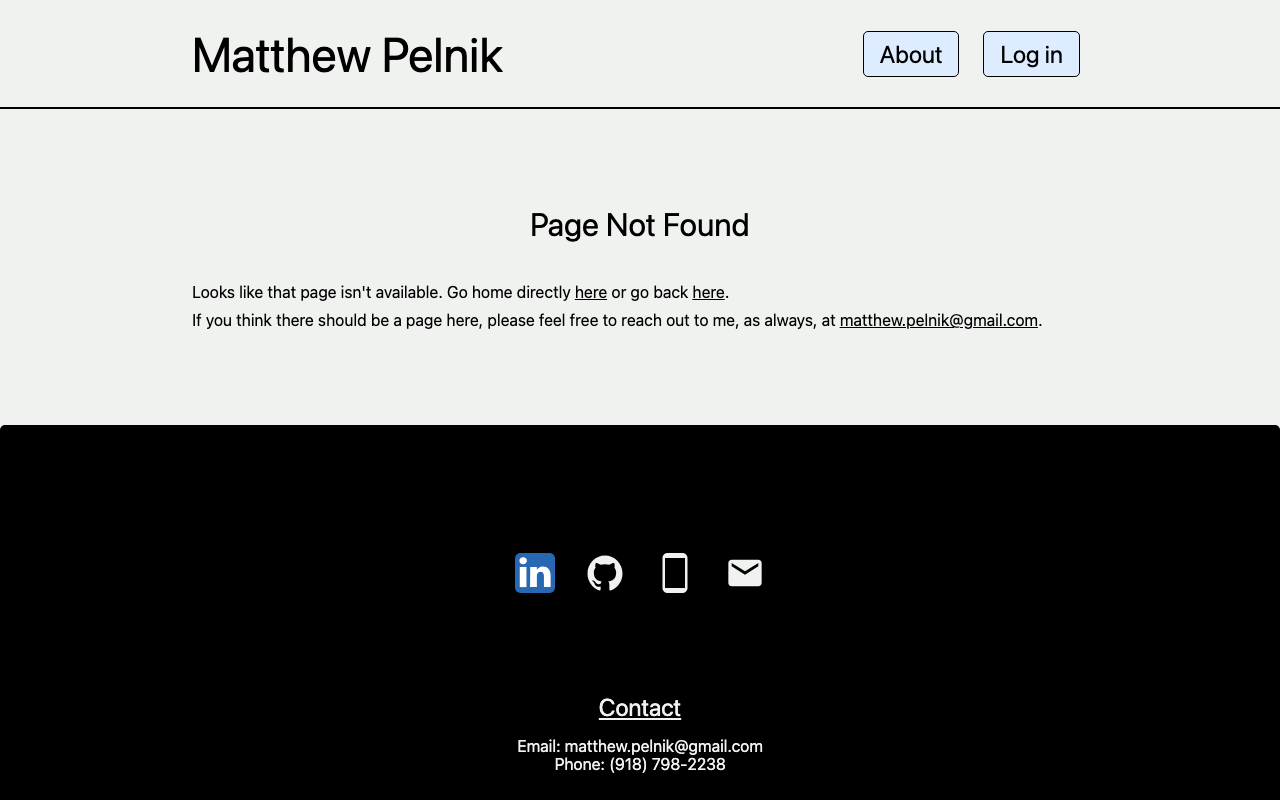 Matthew Pelnik
About
Log in
Page Not Found
Looks like that page isn't available. Go home directly here or go back here.
If you think there should be a page here, please feel free to reach out to me, as always, at matthew.pelnik@gmail.com.
in
Contact
Email: matthew.pelnik@gmail.com
Phone: (918) 798-2238